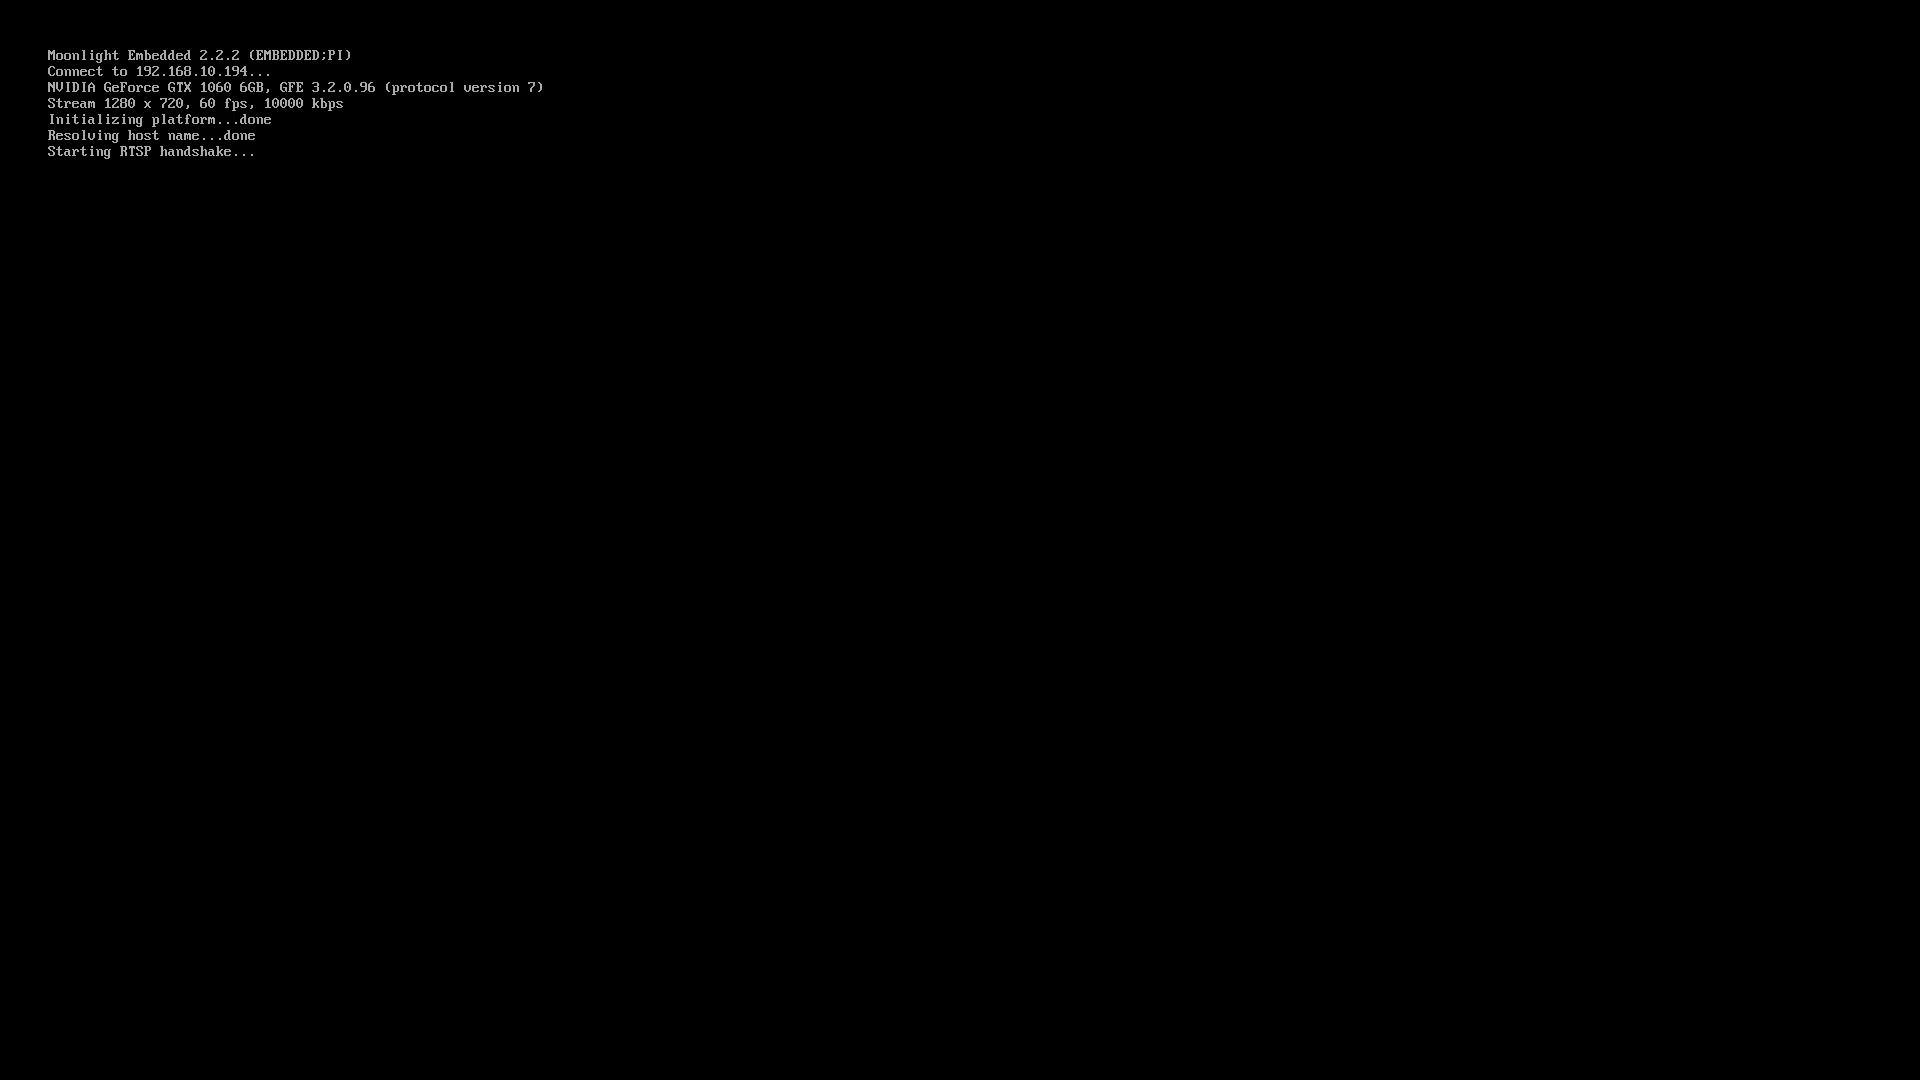 Moonlight Embedded 2.2.2 (EMBEDDED;PI)
Connect to 192.168.10.194...
NVIDIA GeForce GTX 1060 6GB, GFE 3.2.0.96 (protocol version 7)
Stream 1280 x 720, 60 fps, 10000 kbps
Initializing platform...done
Resolving host name...done
Starting RTSP handshake...